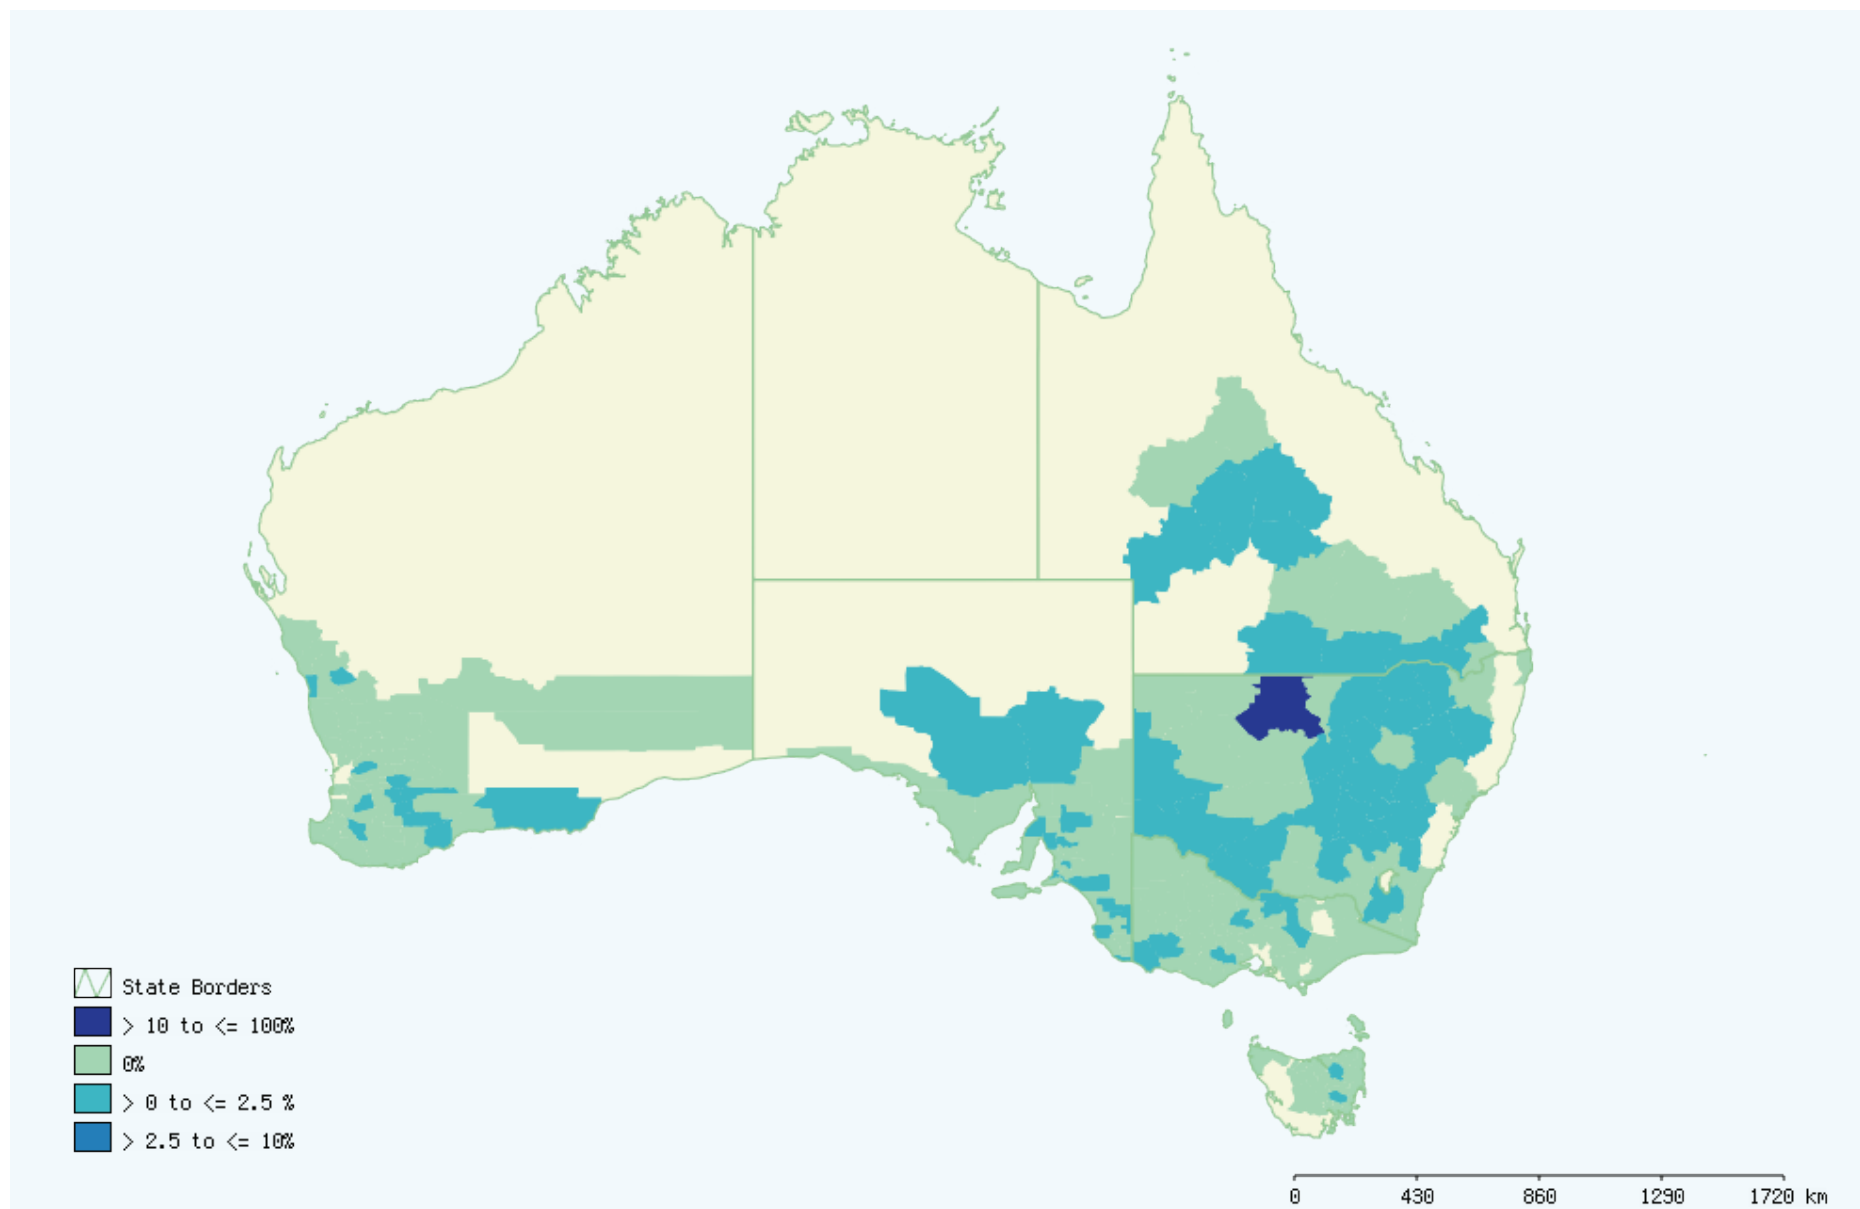 State Borders
> 10 to <= 100%
0%
> 0 to <= 2.5 %
> 2.5 to <= 10%
0 430 860 1290 1720 km